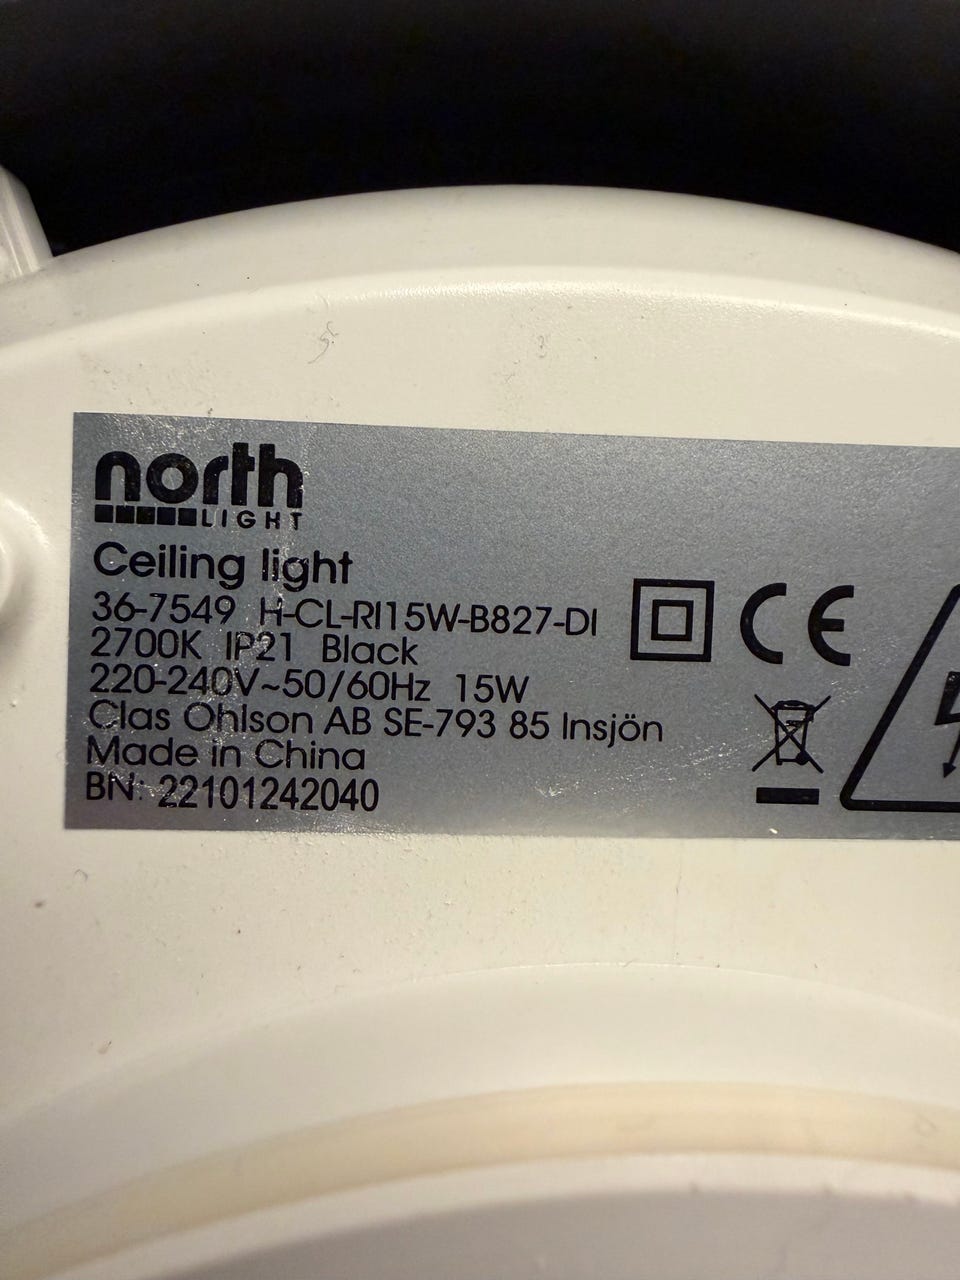 north
LIGHT
Ceiling light
36-7549 H-CL-RI15W-B827-DI
2700K IP21 Black
220-240V~50/60Hz 15W
Clas Ohlson AB SE-793 85 Insjön
Made in China
BN: 22101242040
CE